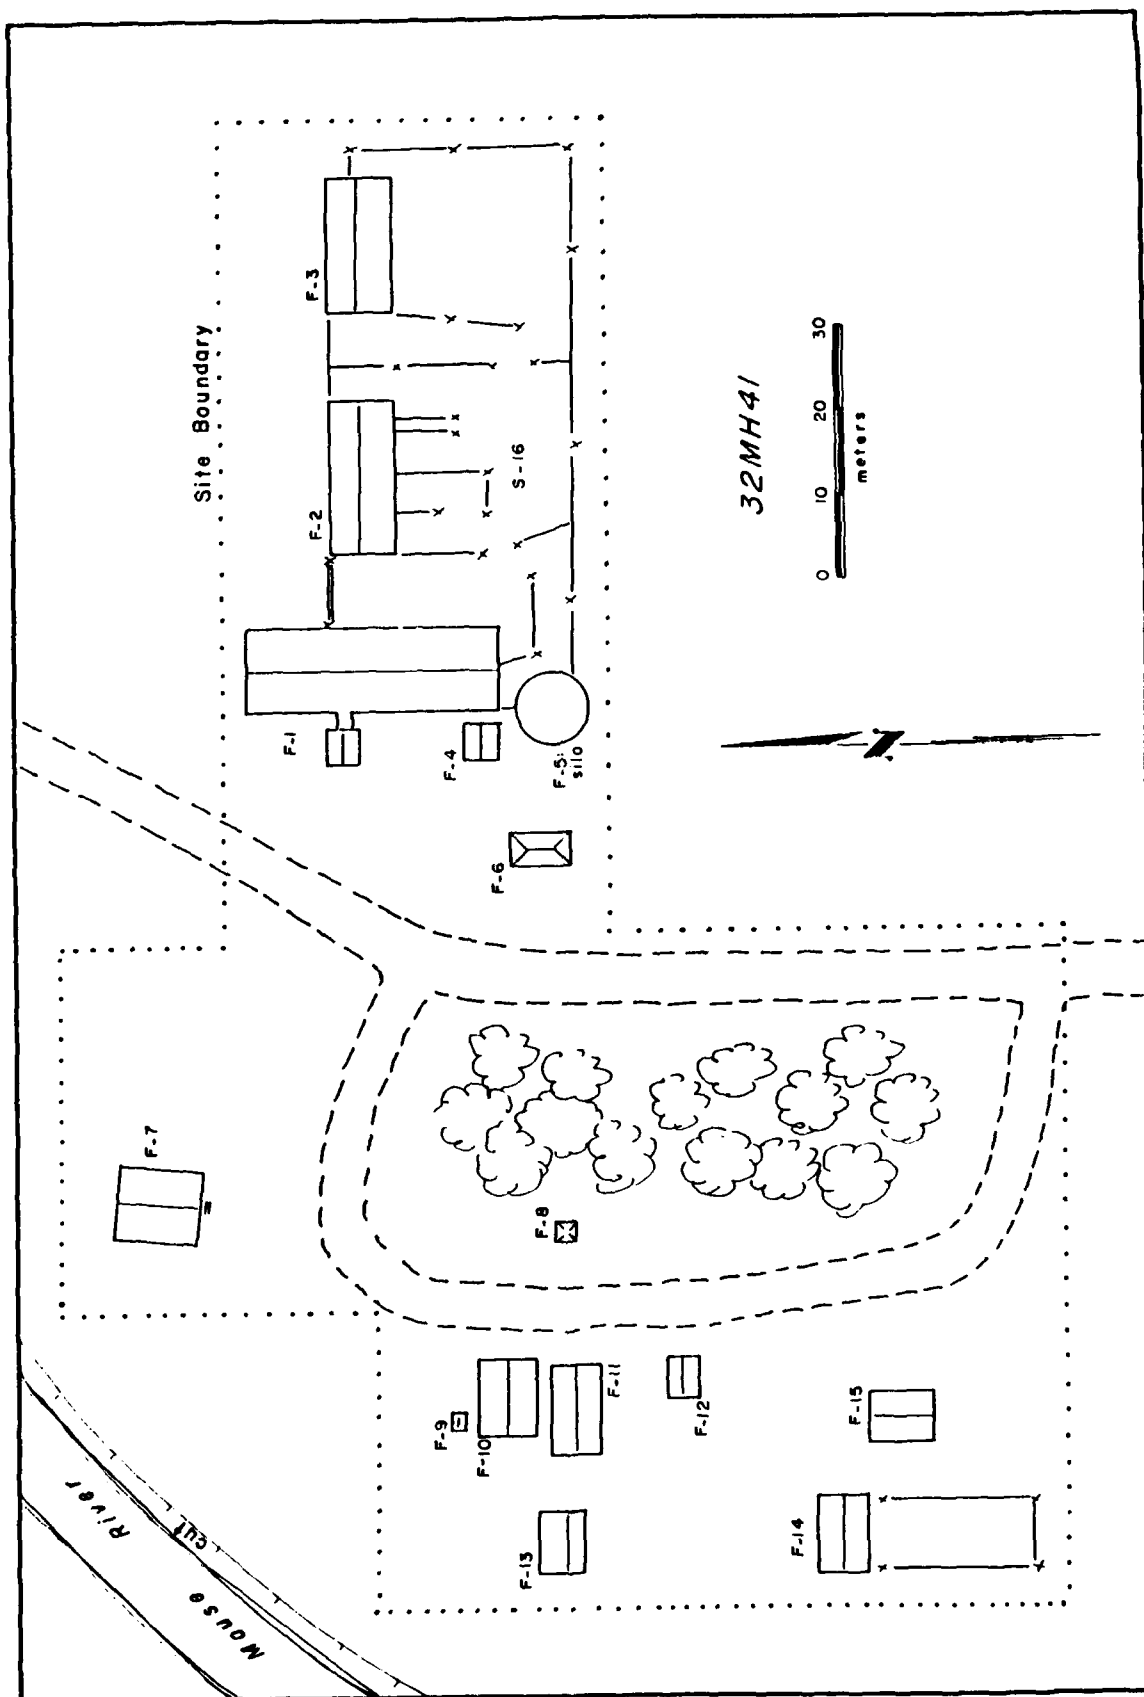 Site Boundary
F-3
F-2
S-16
F-1
F-4
F-5:
silo
F-6
32MH41
0 10 20 30
meters
N
F-7
F-8
F-9
F-10
F-11
F-12
F-13
F-14
F-15
Mouse River
cut